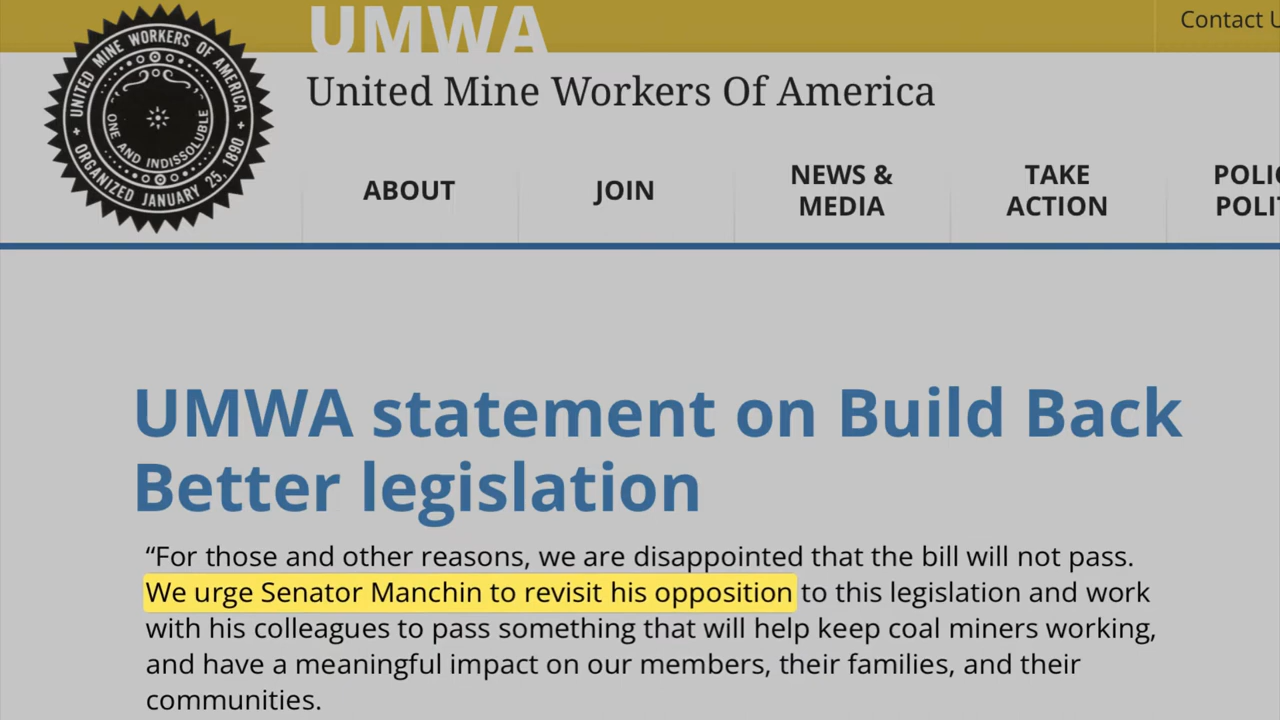 UMWA
Contact
United Mine Workers Of America
UNITED MINE WORKERS OF AMERICA
ONE AND INDISSOLUBLE
ORGANIZED JANUARY 25, 1890
ABOUT
JOIN
NEWS &
MEDIA
TAKE
ACTION
UMWA statement on Build Back
Better legislation
“For those and other reasons, we are disappointed that the bill will not pass.
We urge Senator Manchin to revisit his opposition to this legislation and work
with his colleagues to pass something that will help keep coal miners working,
and have a meaningful impact on our members, their families, and their
communities.